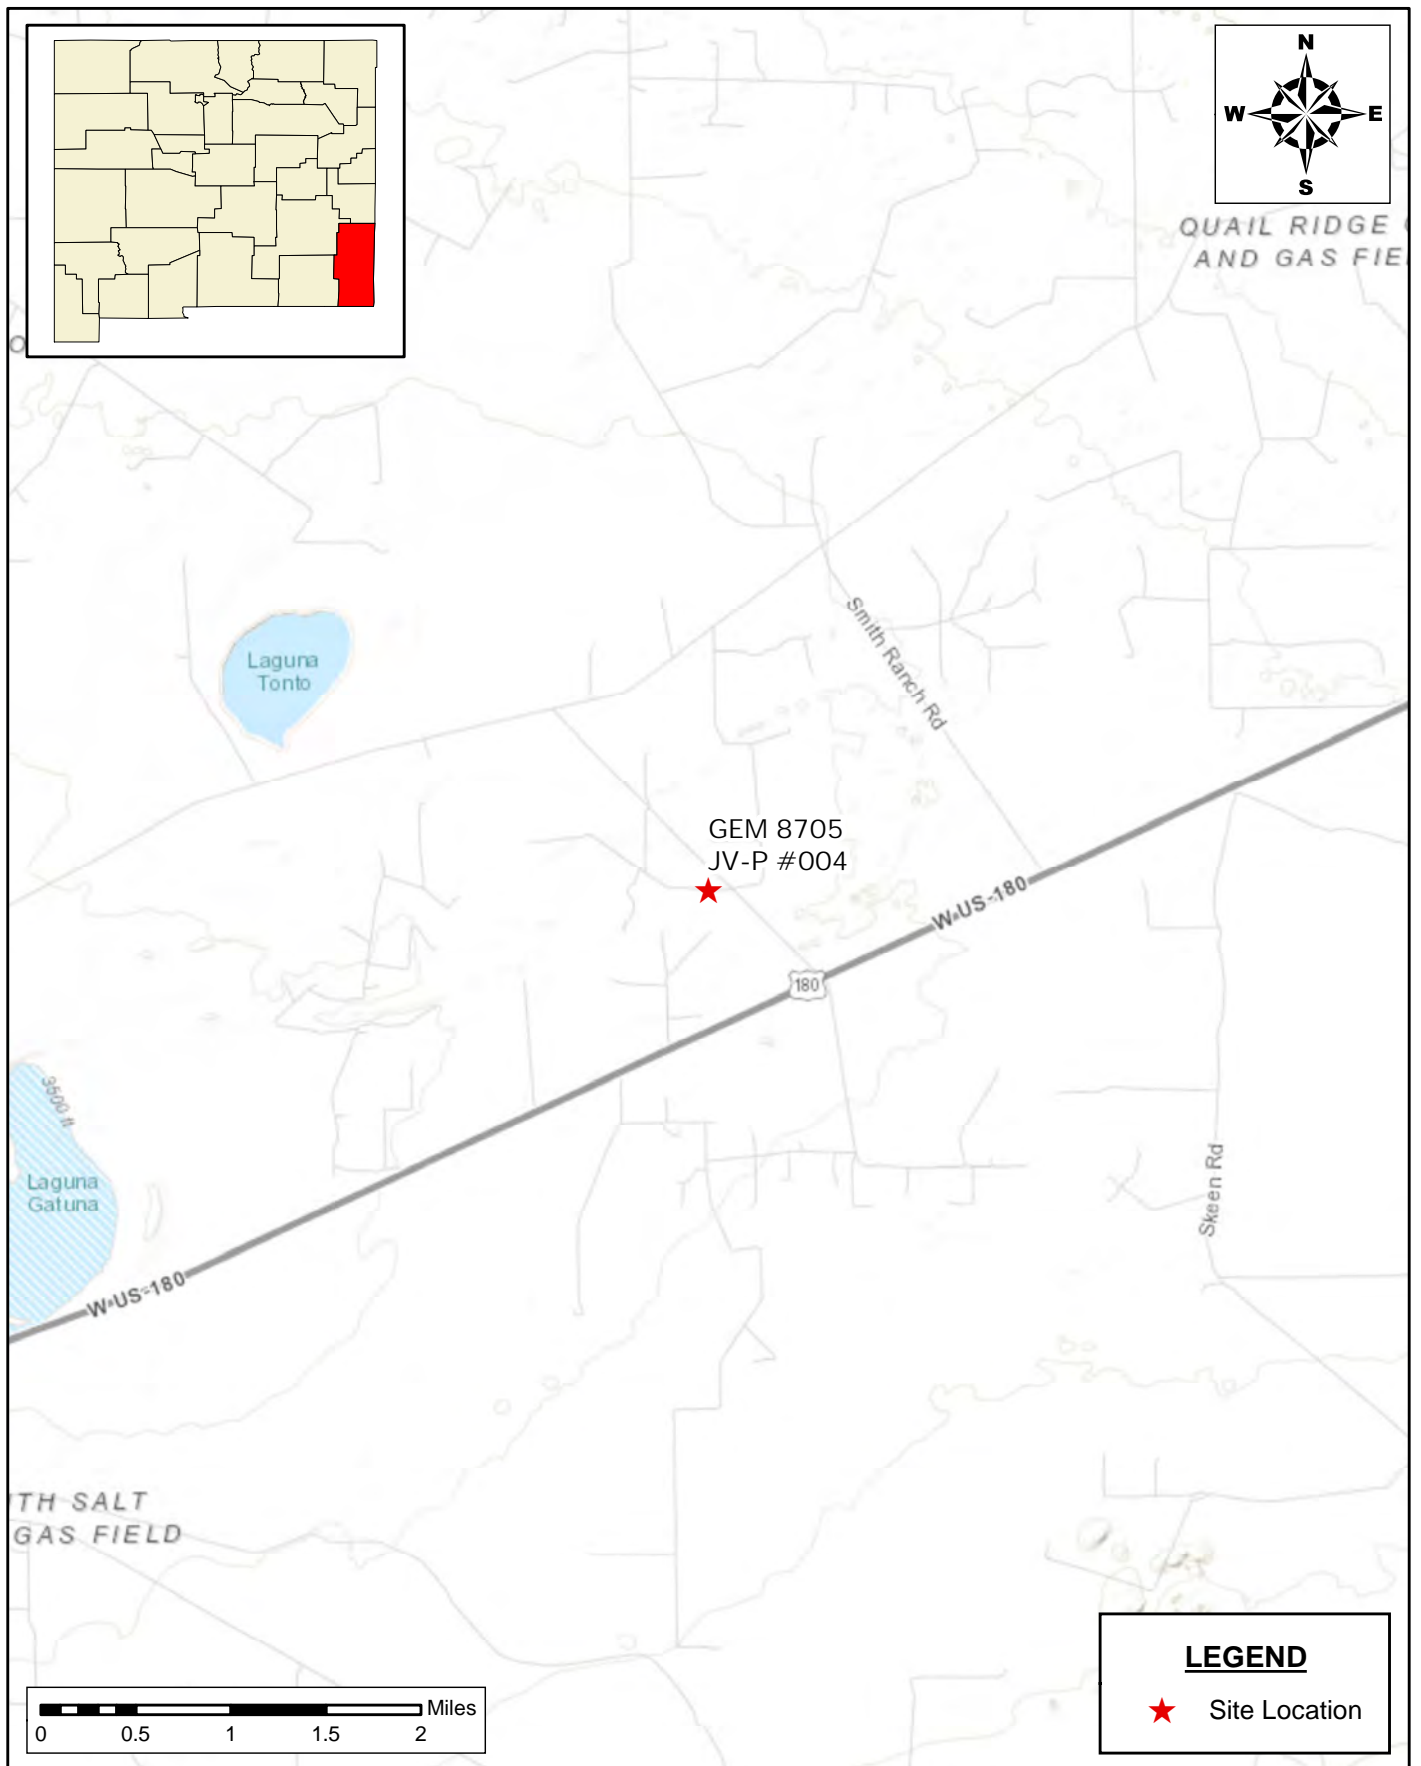 N
W
E
S
QUAIL RIDGE
AND GAS FIE
Laguna
Tonto
Smith Ranch Rd
GEM 8705
JV-P #004
W US-180
180
3500 ft
Laguna
Gatuna
Skeen Rd
W US-180
TH SALT
GAS FIELD
LEGEND
Site Location
Miles
0 0.5 1 1.5 2